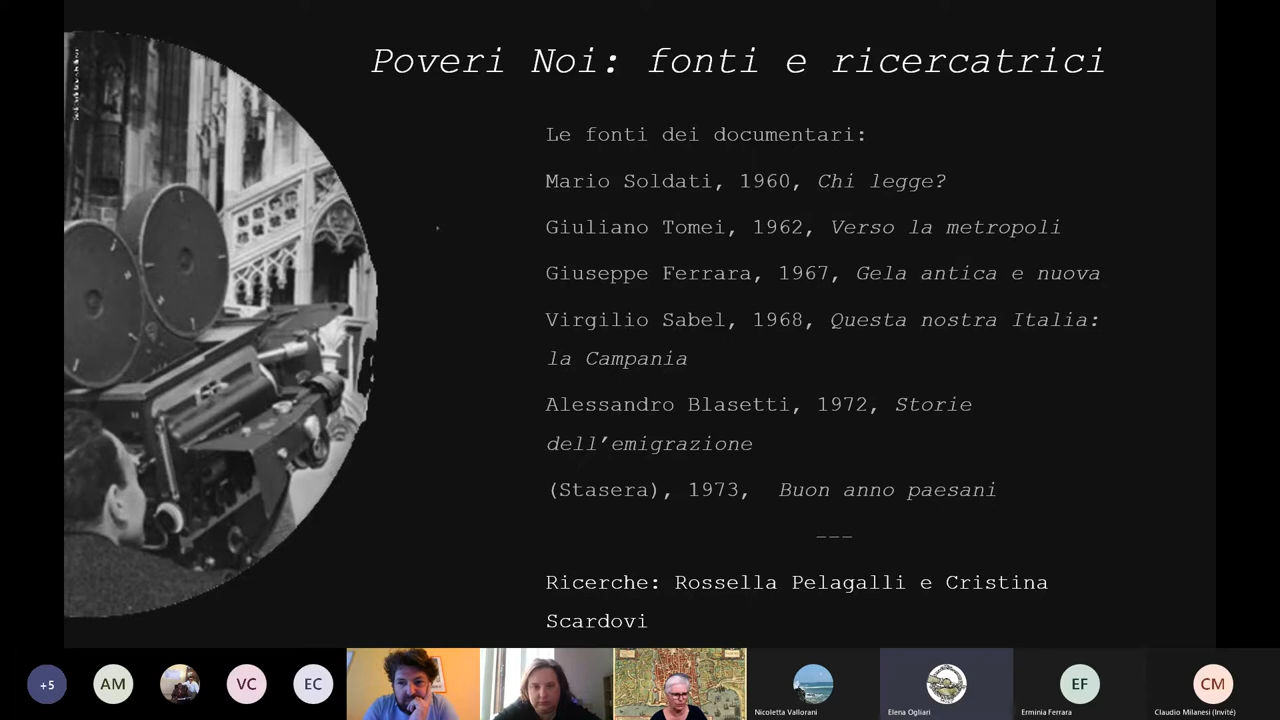 Poveri Noi: fonti e ricercatrici
Le fonti dei documentari:
Mario Soldati, 1960, Chi legge?
Giuliano Tomei, 1962, Verso la metropoli
Giuseppe Ferrara, 1967, Gela antica e nuova
Virgilio Sabel, 1968, Questa nostra Italia:
la Campania
Alessandro Blasetti, 1972, Storie
dell’emigrazione
(Stasera), 1973, Buon anno paesani
---
Ricerche: Rossella Pelagalli e Cristina
Scardovi
+5
AM
VC
EC
Nicoletta Vallorani
Elena Ogliari
EF
Erminia Ferrara
CM
Claudio Milanesi (Invité)